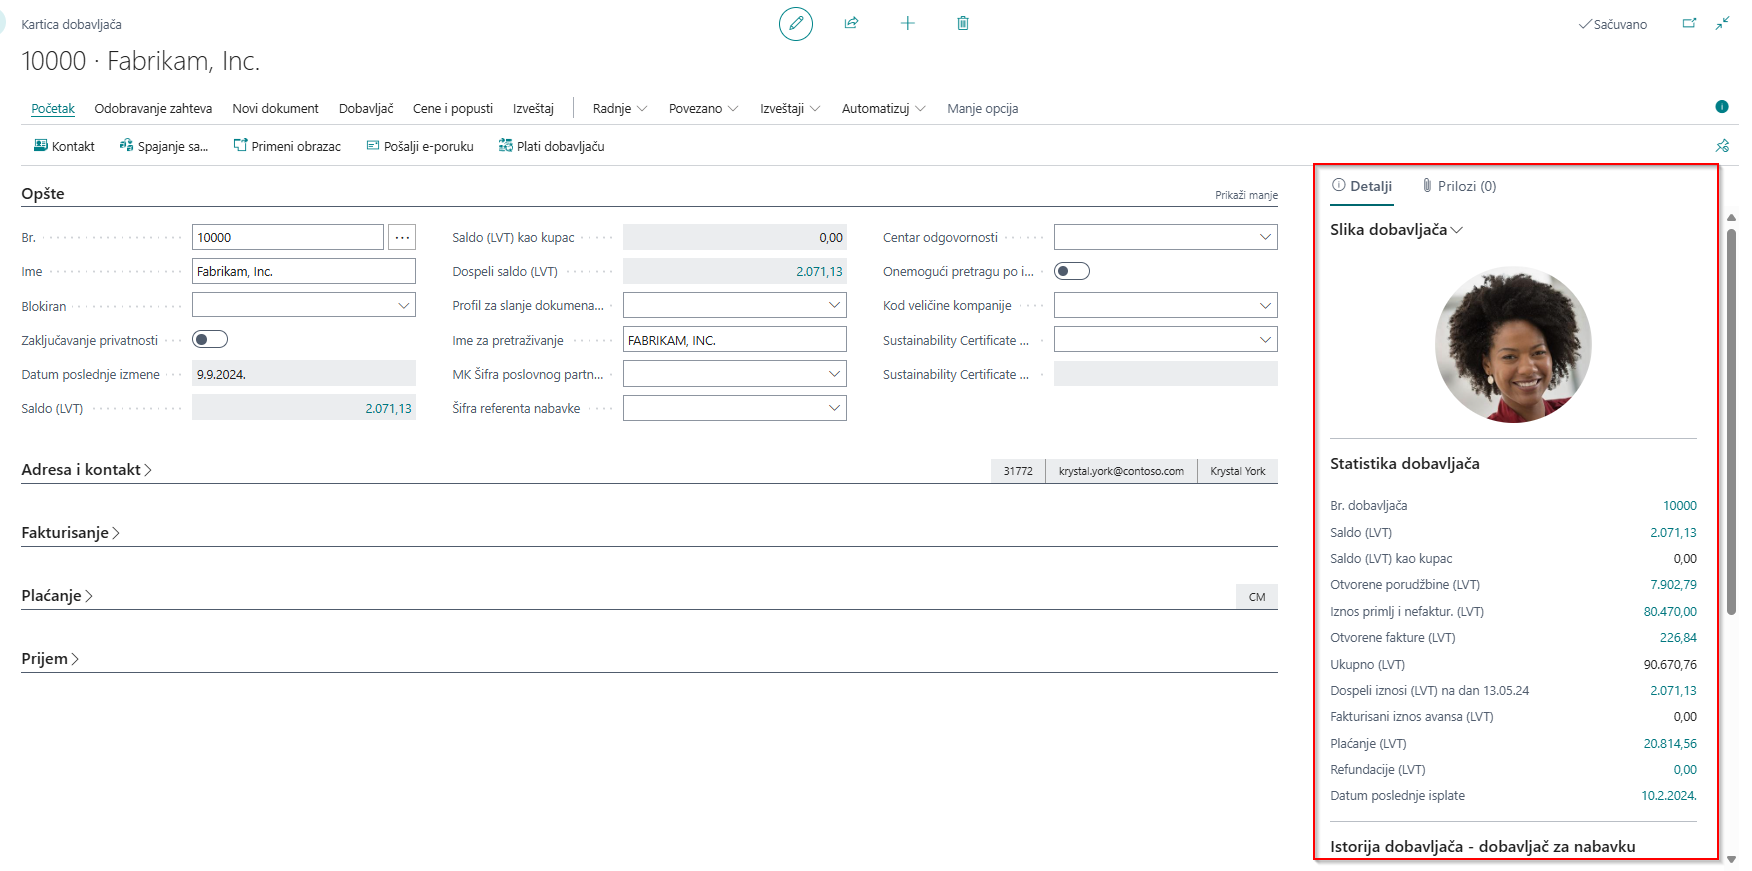 Kartica dobavljača
Sačuvano
10000 · Fabrikam, Inc.
Početak Odobravanje zahteva Novi dokument Dobavljač Cene i popusti Izveštaj Radnje Povezano Izveštaji Automatizuj Manje opcija
Kontakt Spajanje sa... Primeni obrazac Pošalji e-poruku Plati dobavljaču
Opšte
Prikaži manje
Br. 10000 ...
Ime Fabrikam, Inc.
Blokiran
Zaključavanje privatnosti
Datum poslednje izmene 9.9.2024.
Saldo (LVT) 2.071,13
Saldo (LVT) kao kupac 0,00
Dospeli saldo (LVT) 2.071,13
Profil za slanje dokumena...
Ime za pretraživanje FABRIKAM, INC.
MK Šifra poslovnog partn...
Šifra referenta nabavke
Centar odgovornosti
Onemogući pretragu po i...
Kod veličine kompanije
Sustainability Certificate ...
Sustainability Certificate ...
Adresa i kontakt
31772 krystal.york@contoso.com Krystal York
Fakturisanje
Plaćanje
CM
Prijem
Detalji Prilozi (0)
Slika dobavljača
Statistika dobavljača
Br. dobavljača 10000
Saldo (LVT) 2.071,13
Saldo (LVT) kao kupac 0,00
Otvorene porudžbine (LVT) 7.902,79
Iznos primlj i nefaktur. (LVT) 80.470,00
Otvorene fakture (LVT) 226,84
Ukupno (LVT) 90.670,76
Dospeli iznosi (LVT) na dan 13.05.24 2.071,13
Fakturisani iznos avansa (LVT) 0,00
Plaćanje (LVT) 20.814,56
Refundacije (LVT) 0,00
Datum poslednje isplate 10.2.2024.
Istorija dobavljača - dobavljač za nabavku